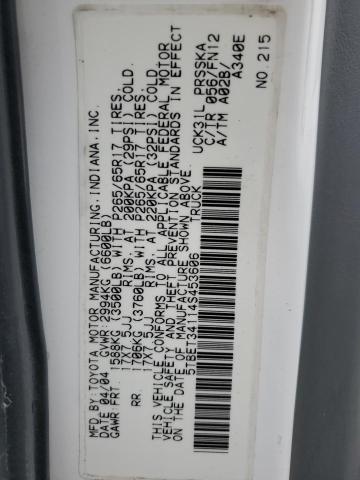 MFD.BY:TOYOTA MOTOR MANUFACTURING,INDIANA,INC.
DATE 04/04 GVWR:2994KG (6600LB)
GAWR FRT 1588KG (3500LB) WITH P265/65R17 TIRES,
17X7.5JJ RIMS, AT 200KPA (29PSI) COLD.
RR 1706KG (3760LB) WITH P265/65R17 TIRES,
17X7.5JJ RIMS, AT 220KPA (32PSI) COLD.
THIS VEHICLE CONFORMS TO ALL APPLICABLE FEDERAL MOTOR
VEHICLE SAFETY AND THEFT PREVENTION STANDARDS IN EFFECT
ON THE DATE OF MANUFACTURE SHOWN ABOVE.
5TBET34114S453606 TRUCK
UCK31L PRSSKA
C/TR 056/FN12
A/TM A02B/
A340E
NO.215